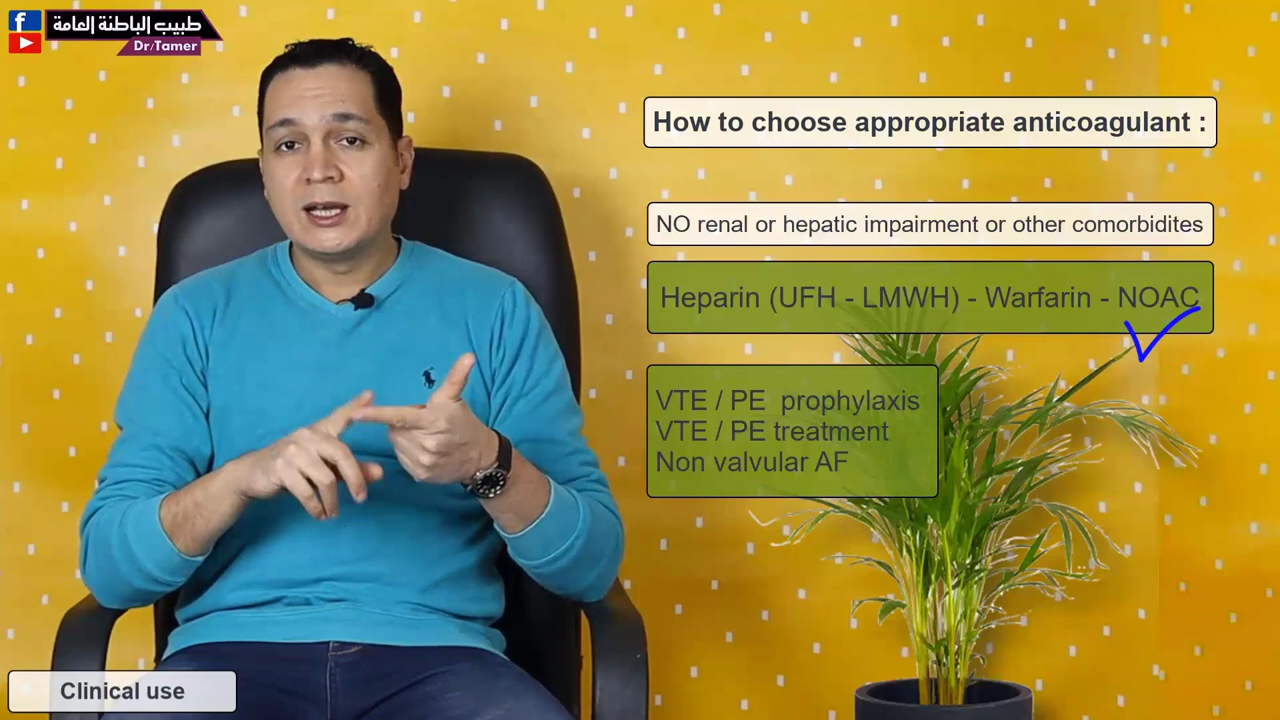 طبيب الباطنة العامة
Dr/Tamer
How to choose appropriate anticoagulant :
NO renal or hepatic impairment or other comorbidites
Heparin (UFH - LMWH) - Warfarin - NOAC
VTE / PE prophylaxis
VTE / PE treatment
Non valvular AF
Clinical use